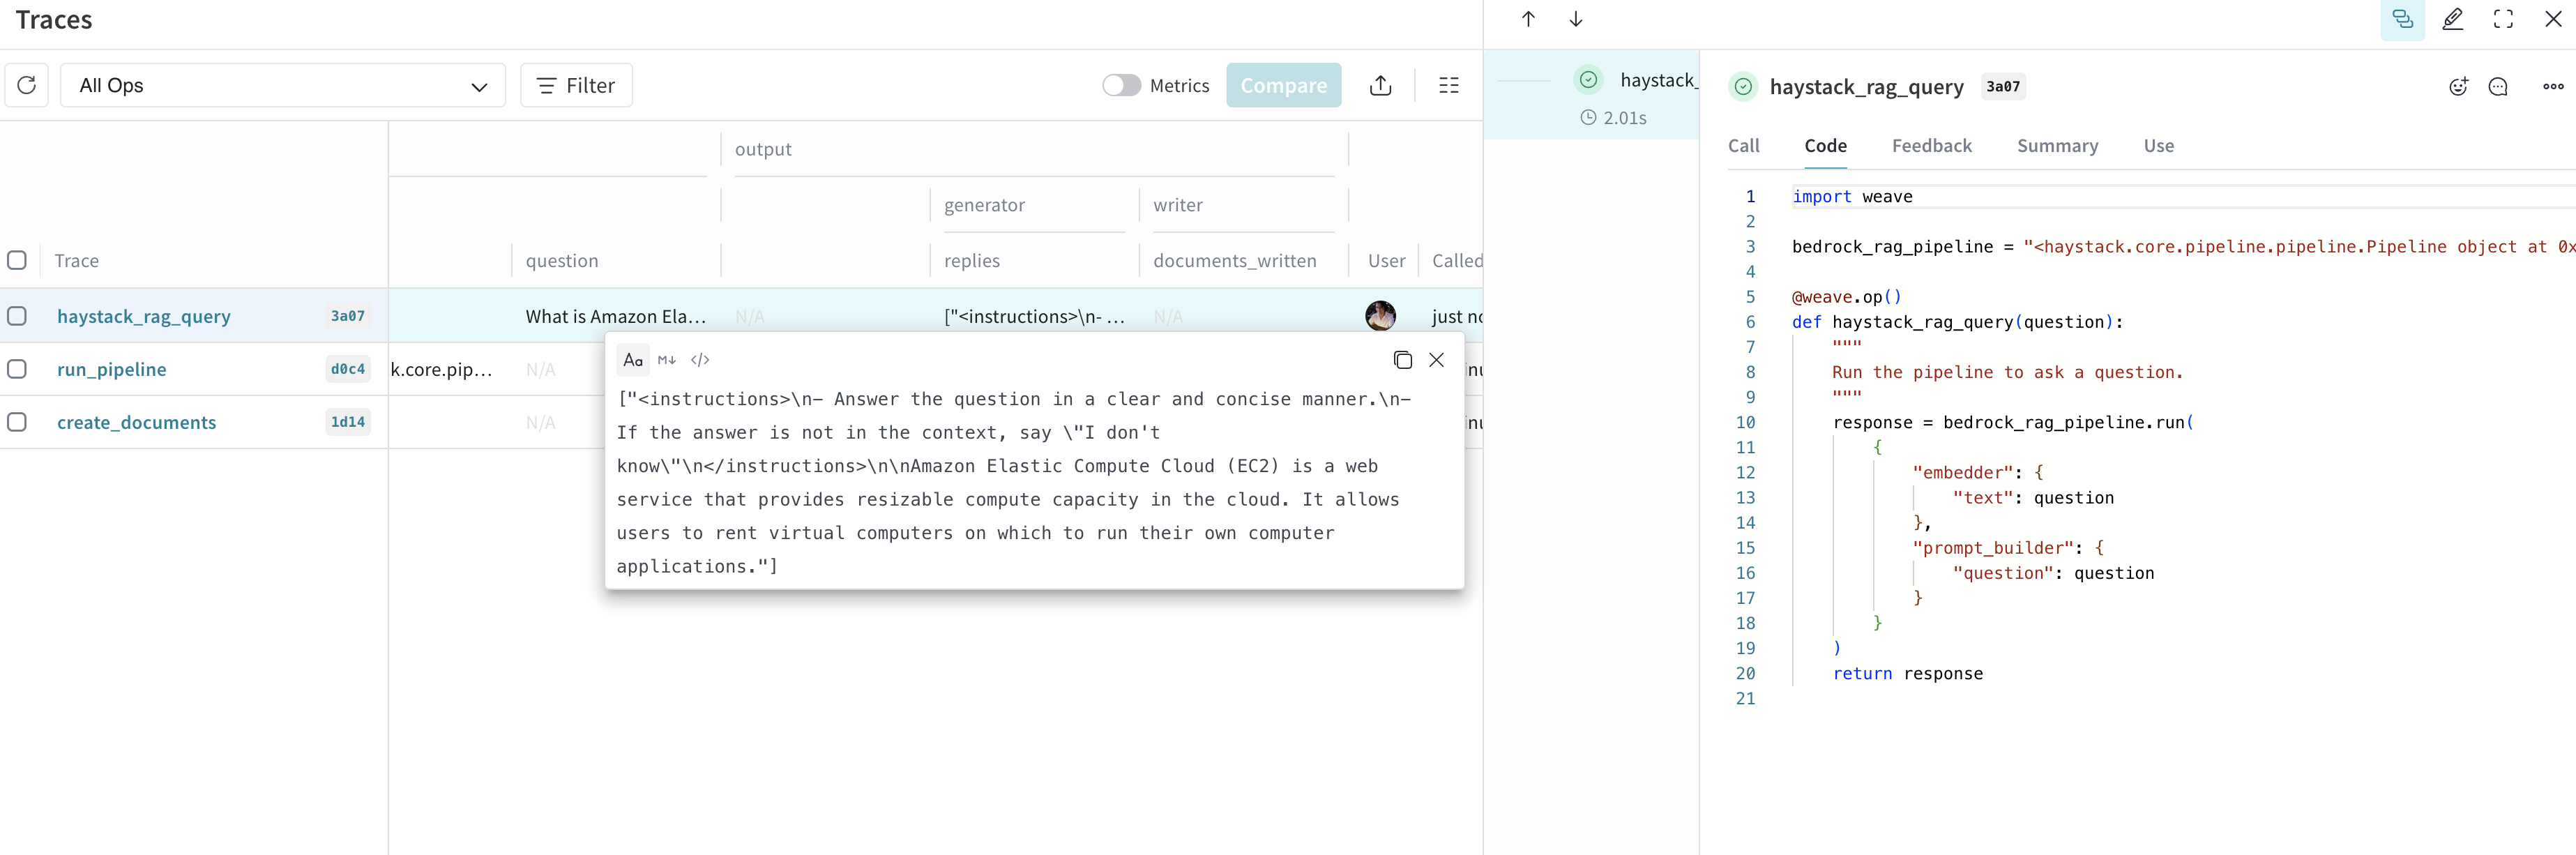 Traces
All Ops
Filter
Metrics
Compare
output
generator
writer
Trace
question
replies
documents_written
User
Called
haystack_rag_query 3a07 What is Amazon Ela... N/A ["<instructions>\n- ... N/A just no
run_pipeline d0c4 k.core.pip... N/A
create_documents 1d14 N/A
Aa M↓ </>
["<instructions>\n– Answer the question in a clear and concise manner.\n–
If the answer is not in the context, say \"I don't
know\"\n</instructions>\n\nAmazon Elastic Compute Cloud (EC2) is a web
service that provides resizable compute capacity in the cloud. It allows
users to rent virtual computers on which to run their own computer
applications."]
haystack_
2.01s
haystack_rag_query 3a07
Call Code Feedback Summary Use
1 import weave
2
3 bedrock_rag_pipeline = "<haystack.core.pipeline.pipeline.Pipeline object at 0x
4
5 @weave.op()
6 def haystack_rag_query(question):
7 """
8 Run the pipeline to ask a question.
9 """
10 response = bedrock_rag_pipeline.run(
11 {
12 "embedder": {
13 "text": question
14 },
15 "prompt_builder": {
16 "question": question
17 }
18 }
19 )
20 return response
21